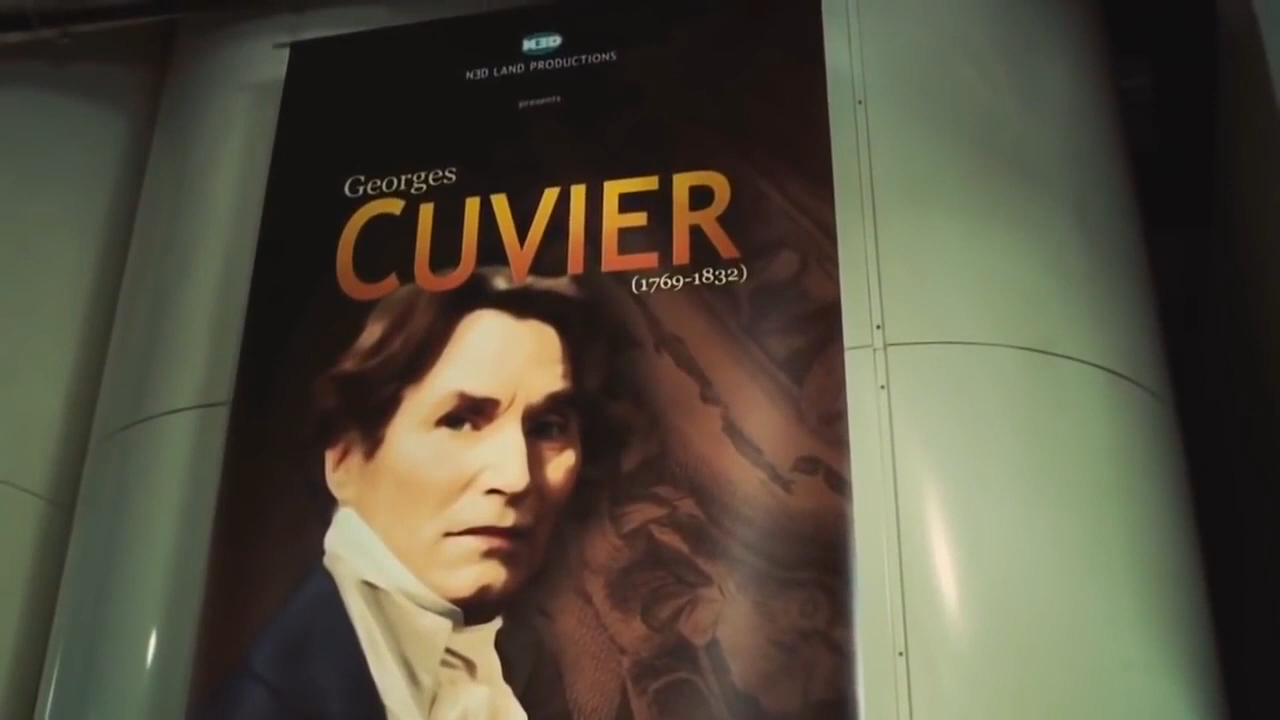 N3D
N3D LAND PRODUCTIONS
presents
Georges
CUVIER
(1769-1832)